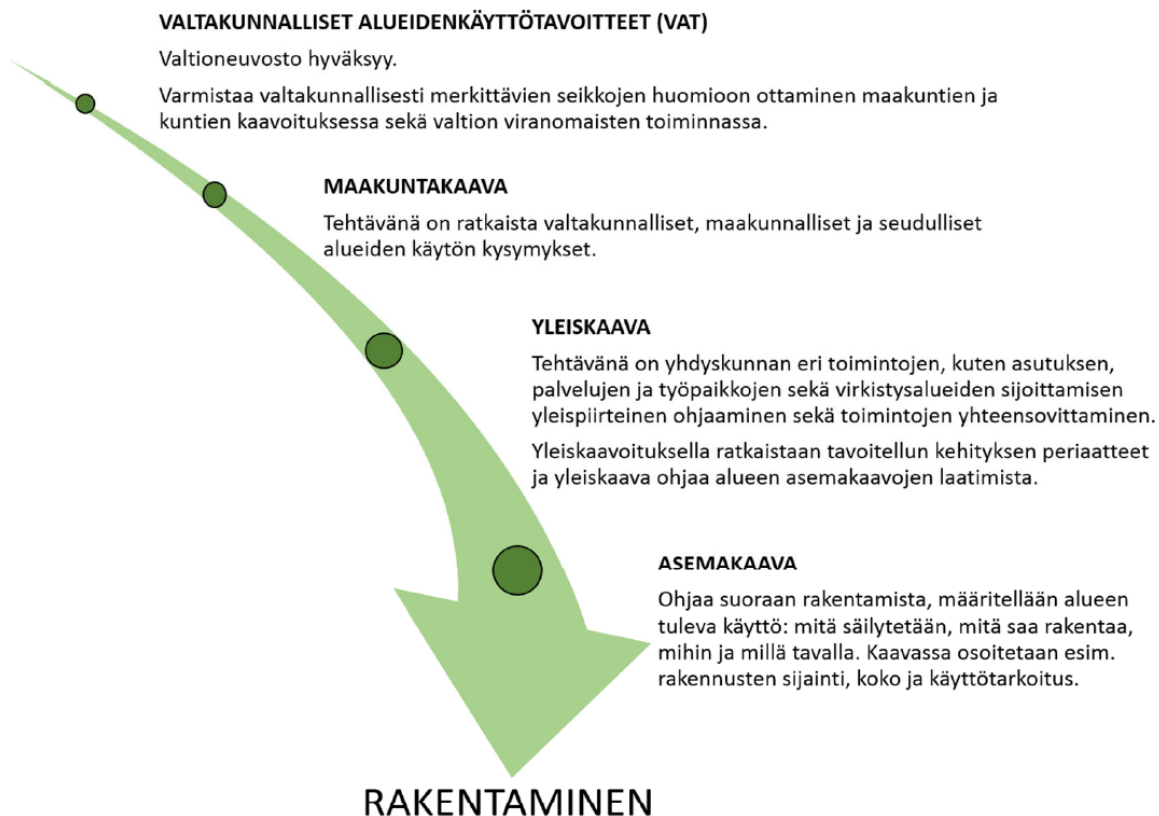 VALTAKUNNALLISET ALUEIDENKÄYTTÖTAVOITTEET (VAT)
Valtioneuvosto hyväksyy.
Varmistaa valtakunnallisesti merkittävien seikkojen huomioon ottaminen maakuntien ja
kuntien kaavoituksessa sekä valtion viranomaisten toiminnassa.
MAAKUNTAKAAVA
Tehtävänä on ratkaista valtakunnalliset, maakunnalliset ja seudulliset
alueiden käytön kysymykset.
YLEISKAAVA
Tehtävänä on yhdyskunnan eri toimintojen, kuten asutuksen,
palvelujen ja työpaikkojen sekä virkistysalueiden sijoittamisen
yleispiirteinen ohjaaminen sekä toimintojen yhteensovittaminen.
Yleiskaavoituksella ratkaistaan tavoitellun kehityksen periaatteet
ja yleiskaava ohjaa alueen asemakaavojen laatimista.
ASEMAKAAVA
Ohjaa suoraan rakentamista, määritellään alueen
tuleva käyttö: mitä säilytetään, mitä saa rakentaa,
mihin ja millä tavalla. Kaavassa osoitetaan esim.
rakennusten sijainti, koko ja käyttötarkoitus.
RAKENTAMINEN